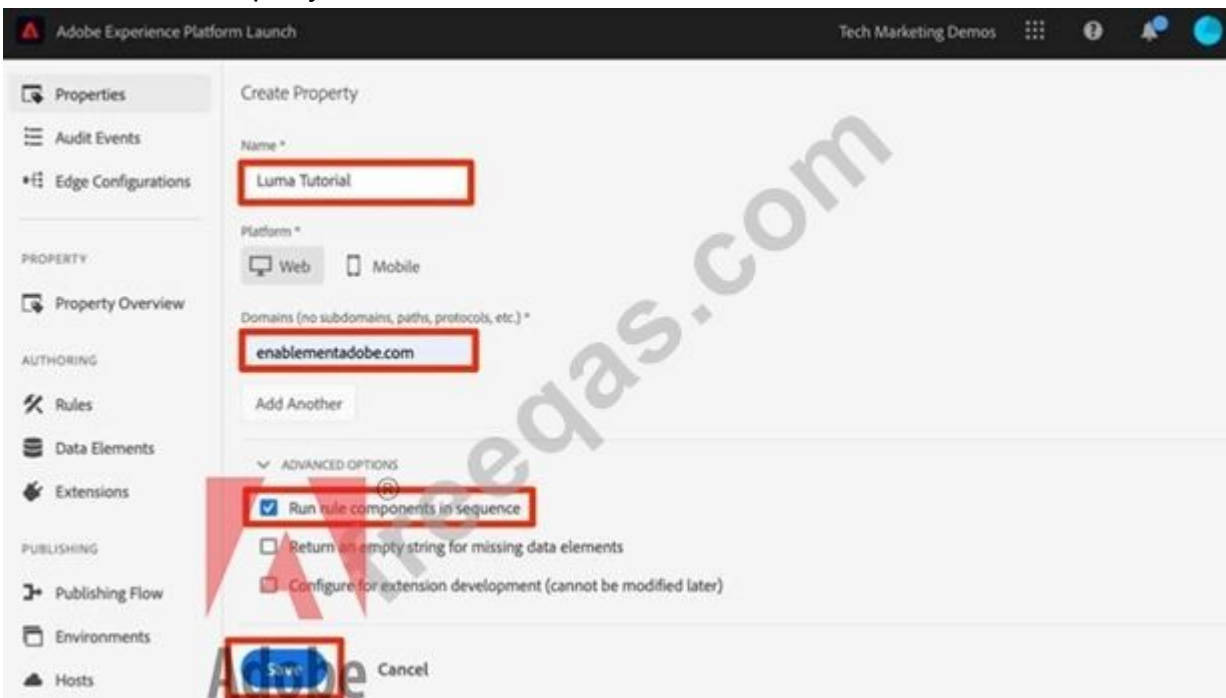 Adobe Experience Platform Launch
Tech Marketing Demos
Properties
Audit Events
Edge Configurations
PROPERTY
Property Overview
AUTHORING
Rules
Data Elements
Extensions
PUBLISHING
Publishing Flow
Environments
Hosts
Create Property
Name *
Luma Tutorial
Platform *
Web Mobile
Domains (no subdomains, paths, protocols, etc.) *
enablementadobe.com
Add Another
ADVANCED OPTIONS
Run rule components in sequence
Return an empty string for missing data elements
Configure for extension development (cannot be modified later)
Save Cancel
Adobe
®
freeqas.com